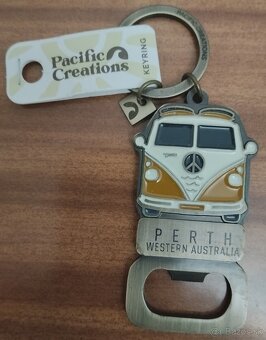 Pacific
Creations
KEYRING
PERTH
WESTERN AUSTRALIA